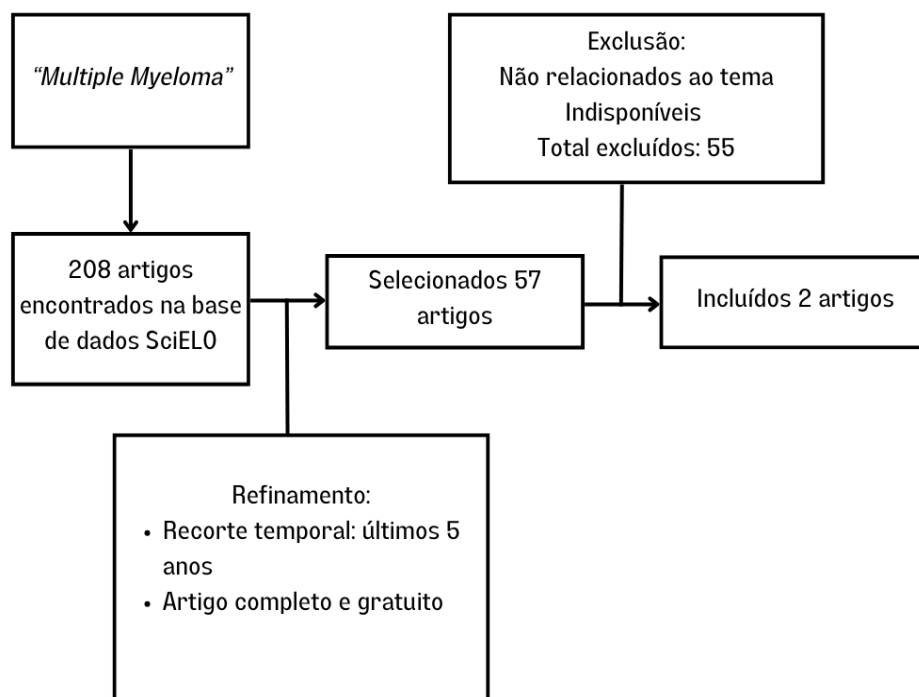 “Multiple Myeloma”
Exclusão:
Não relacionados ao tema
Indisponíveis
Total excluídos: 55
208 artigos
encontrados na base
de dados SciELO
Selecionados 57
artigos
Incluídos 2 artigos
Refinamento:
• Recorte temporal: últimos 5
anos
• Artigo completo e gratuito